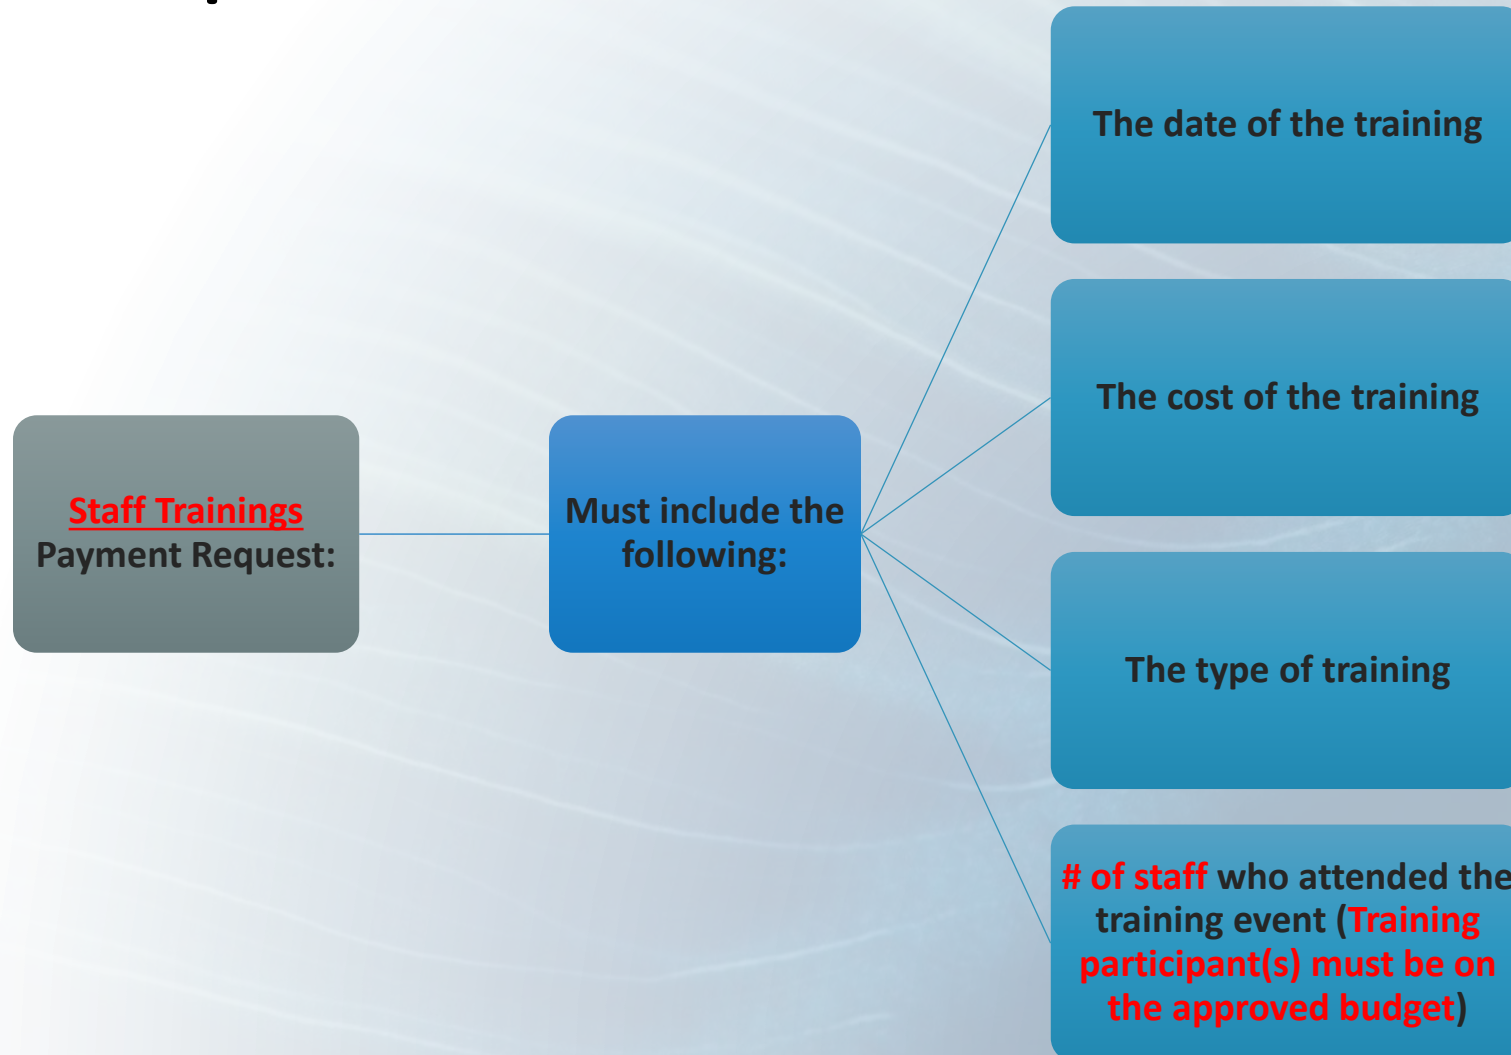 Staff Trainings
Payment Request:
Must include the
following:
The date of the training
The cost of the training
The type of training
# of staff who attended the
training event (Training
participant(s) must be on
the approved budget)